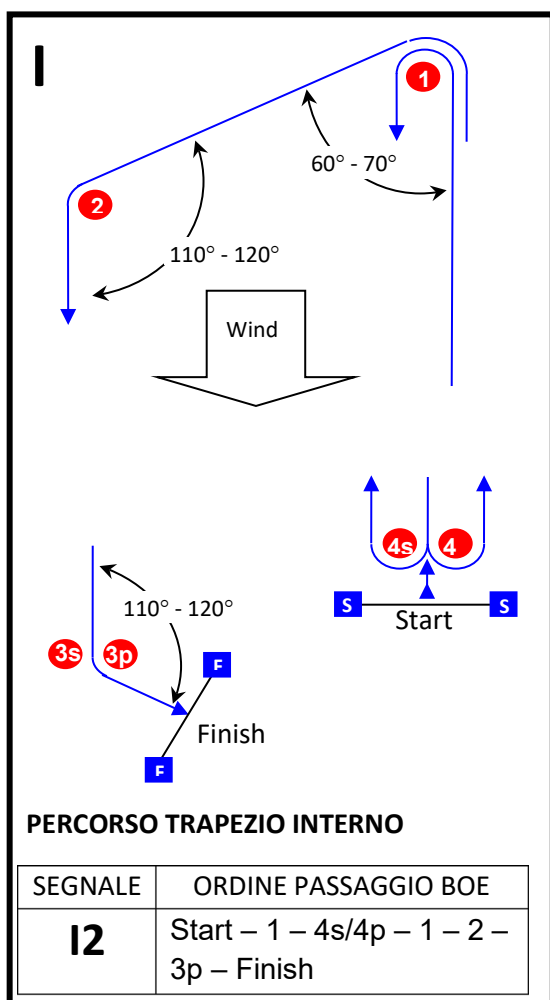 I
1
60° - 70°
2
110° - 120°
Wind
4s 4
S S
Start
110° - 120°
3s 3p
F
Finish
F
PERCORSO TRAPEZIO INTERNO
SEGNALE ORDINE PASSAGGIO BOE
I2 Start – 1 – 4s/4p – 1 – 2 –
3p – Finish